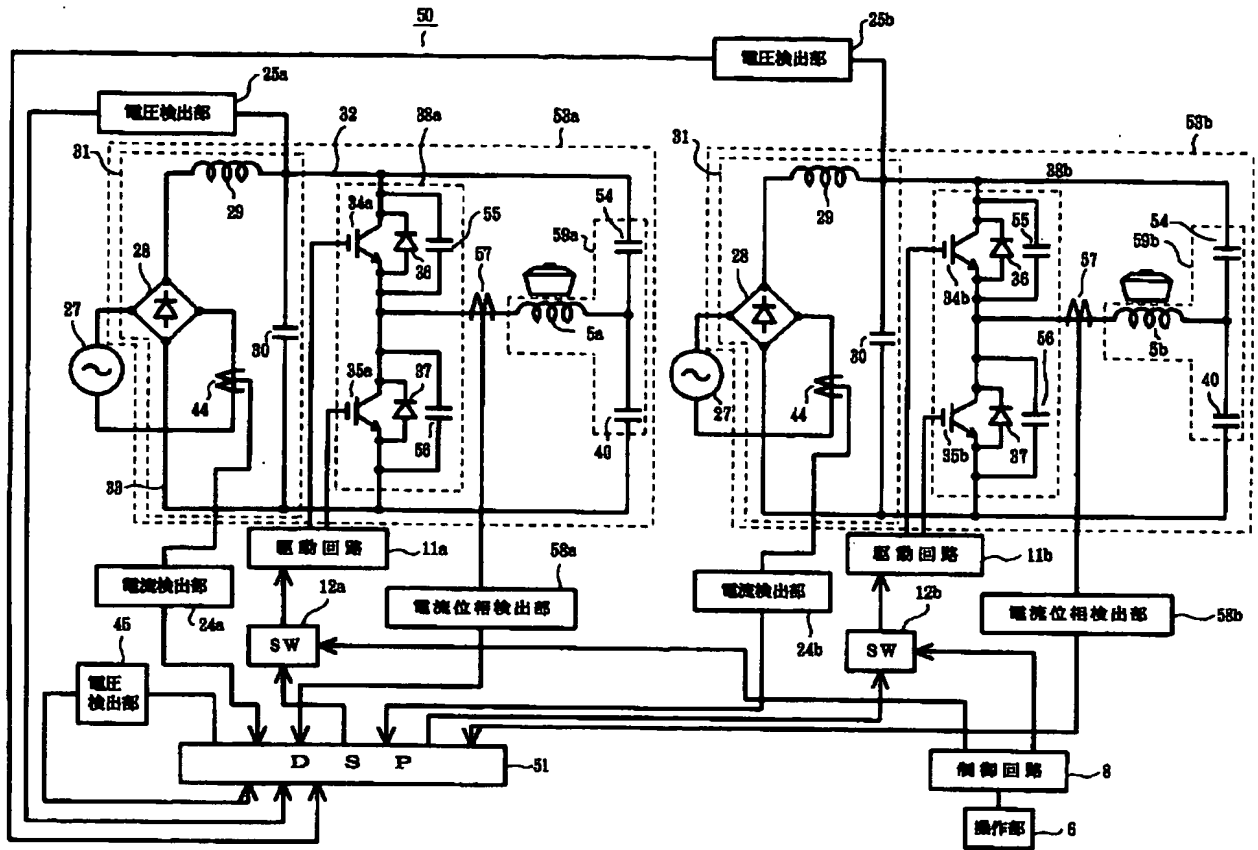 50
25b
電圧検出部
25a
電圧検出部
32
38a
53a
53b
31
31
29
29
34a
36
55
54
59a
38b
55
54
59b
28
57
28
34b
36
57
27
30
5a
30
5b
44
35a
37
56
40
27
44
35b
37
56
40
33
駆動回路
11a
58a
駆動回路
11b
電流検出部
24a
12a
電流位相検出部
電流検出部
24b
12b
電流位相検出部
58b
45
SW
SW
電圧
検出部
DSP
51
制御回路
8
操作部
6